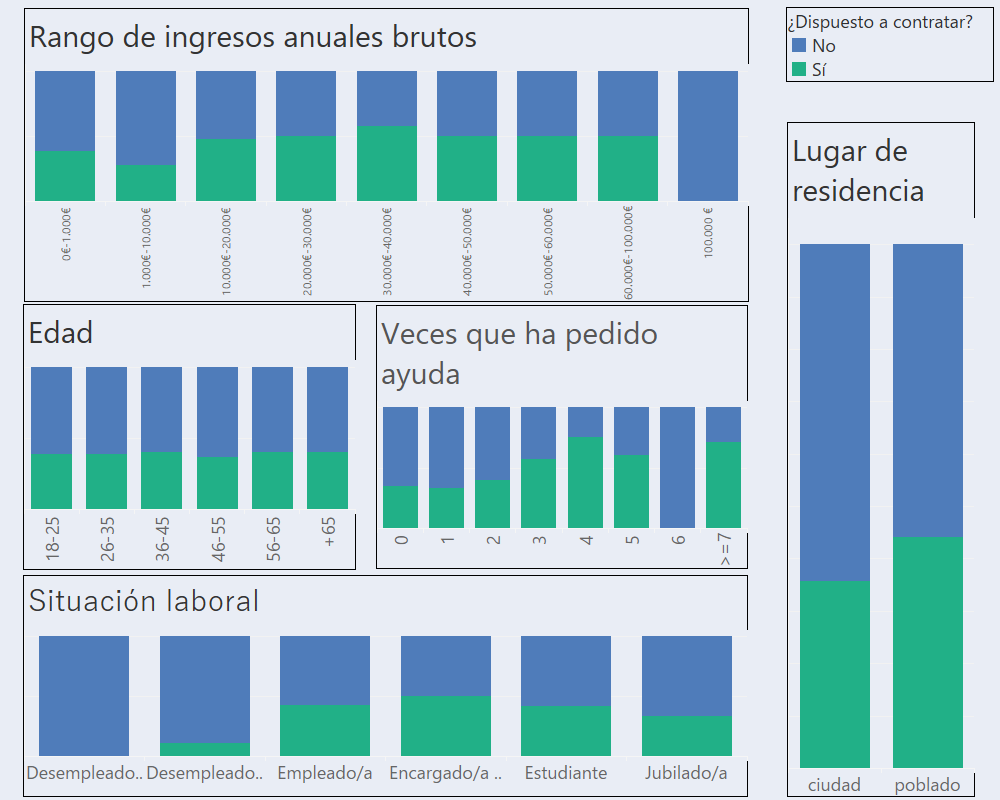 Rango de ingresos anuales brutos
0€-1.000€
1.000€-10.000€
10.000€-20.000€
20.000€-30.000€
30.000€-40.000€
40.000€-50.000€
50.000€-60.000€
60.000€-100.000€
100.000 €
¿Dispuesto a contratar?
No
Sí
Edad
18-25
26-35
36-45
46-55
56-65
+65
Veces que ha pedido
ayuda
0
1
2
3
4
5
6
>=7
Situación laboral
Desempleado..
Desempleado..
Empleado/a
Encargado/a ..
Estudiante
Jubilado/a
Lugar de
residencia
ciudad
poblado